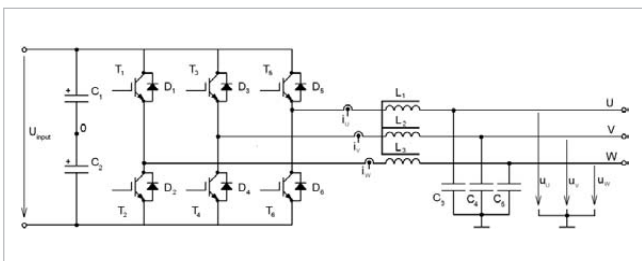 T1 T3 T5
D1 D3 D5
C1
L1
U
iU
L2
V
Uinput
0
iV
L3
W
iW
C2
D2 D4 D6
C3 C4 C5
uU uV uW
T2 T4 T6